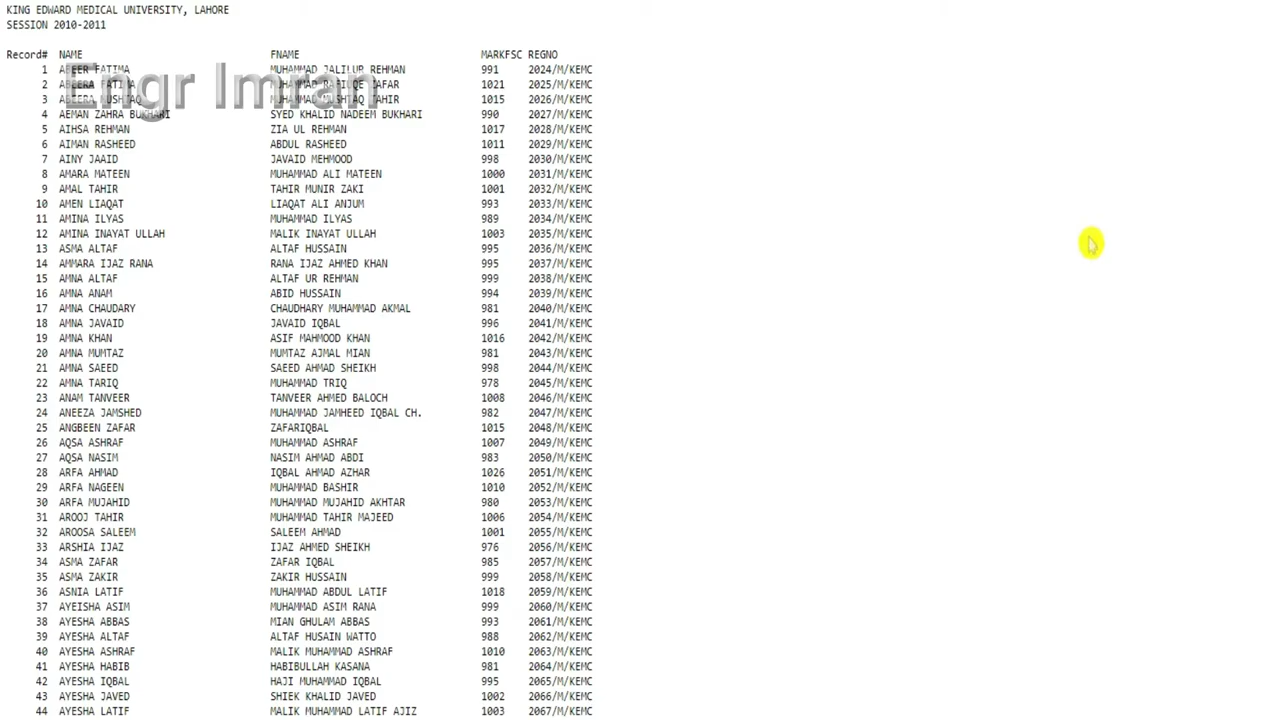 KING EDWARD MEDICAL UNIVERSITY, LAHORE
SESSION 2010-2011
Record# NAME FNAME MARKFSC REGNO
1 ABEER FATIMA MUHAMMAD JALILUR REHMAN 991 2024/M/KEMC
Engr Imran
2 ABEERA FATIMA MUHAMMAD RAFIUQE ZAFAR 1021 2025/M/KEMC
3 ABEERA MUSHTAQ MUHAMMAD MUSHTAQ TAHIR 1015 2026/M/KEMC
4 AEMAN ZAHRA BUKHARI SYED KHALID NADEEM BUKHARI 990 2027/M/KEMC
5 AIHSA REHMAN ZIA UL REHMAN 1017 2028/M/KEMC
6 AIMAN RASHEED ABDUL RASHEED 1011 2029/M/KEMC
7 AINY JAAID JAVAID MEHMOOD 998 2030/M/KEMC
8 AMARA MATEEN MUHAMMAD ALI MATEEN 1000 2031/M/KEMC
9 AMAL TAHIR TAHIR MUNIR ZAKI 1001 2032/M/KEMC
10 AMEN LIAQAT LIAQAT ALI ANJUM 993 2033/M/KEMC
11 AMINA ILYAS MUHAMMAD ILYAS 989 2034/M/KEMC
12 AMINA INAYAT ULLAH MALIK INAYAT ULLAH 1003 2035/M/KEMC
13 ASMA ALTAF ALTAF HUSSAIN 995 2036/M/KEMC
14 AMMARA IJAZ RANA RANA IJAZ AHMED KHAN 995 2037/M/KEMC
15 AMNA ALTAF ALTAF UR REHMAN 999 2038/M/KEMC
16 AMNA ANAM ABID HUSSAIN 994 2039/M/KEMC
17 AMNA CHAUDARY CHAUDHARY MUHAMMAD AKMAL 981 2040/M/KEMC
18 AMNA JAVAID JAVAID IQBAL 996 2041/M/KEMC
19 AMNA KHAN ASIF MAHMOOD KHAN 1016 2042/M/KEMC
20 AMNA MUMTAZ MUMTAZ AJMAL MIAN 981 2043/M/KEMC
21 AMNA SAEED SAEED AHMAD SHEIKH 998 2044/M/KEMC
22 AMNA TARIQ MUHAMMAD TRIQ 978 2045/M/KEMC
23 ANAM TANVEER TANVEER AHMED BALOCH 1008 2046/M/KEMC
24 ANEEZA JAMSHED MUHAMMAD JAMHEED IQBAL CH. 982 2047/M/KEMC
25 ANGBEEN ZAFAR ZAFARIQBAL 1015 2048/M/KEMC
26 AQSA ASHRAF MUHAMMAD ASHRAF 1007 2049/M/KEMC
27 AQSA NASIM NASIM AHMAD ABDI 983 2050/M/KEMC
28 ARFA AHMAD IQBAL AHMAD AZHAR 1026 2051/M/KEMC
29 ARFA NAGEEN MUHAMMAD BASHIR 1010 2052/M/KEMC
30 ARFA MUJAHID MUHAMMAD MUJAHID AKHTAR 980 2053/M/KEMC
31 AROOJ TAHIR MUHAMMAD TAHIR MAJEED 1006 2054/M/KEMC
32 AROOSA SALEEM SALEEM AHMAD 1001 2055/M/KEMC
33 ARSHIA IJAZ IJAZ AHMED SHEIKH 976 2056/M/KEMC
34 ASMA ZAFAR ZAFAR IQBAL 985 2057/M/KEMC
35 ASMA ZAKIR ZAKIR HUSSAIN 999 2058/M/KEMC
36 ASNIA LATIF MUHAMMAD ABDUL LATIF 1018 2059/M/KEMC
37 AYEISHA ASIM MUHAMMAD ASIM RANA 999 2060/M/KEMC
38 AYESHA ABBAS MIAN GHULAM ABBAS 993 2061/M/KEMC
39 AYESHA ALTAF ALTAF HUSAIN WATTO 988 2062/M/KEMC
40 AYESHA ASHRAF MALIK MUHAMMAD ASHRAF 1010 2063/M/KEMC
41 AYESHA HABIB HABIBULLAH KASANA 981 2064/M/KEMC
42 AYESHA IQBAL HAJI MUHAMMAD IQBAL 995 2065/M/KEMC
43 AYESHA JAVED SHIEK KHALID JAVED 1002 2066/M/KEMC
44 AYESHA LATIF MALIK MUHAMMAD LATIF AJIZ 1003 2067/M/KEMC